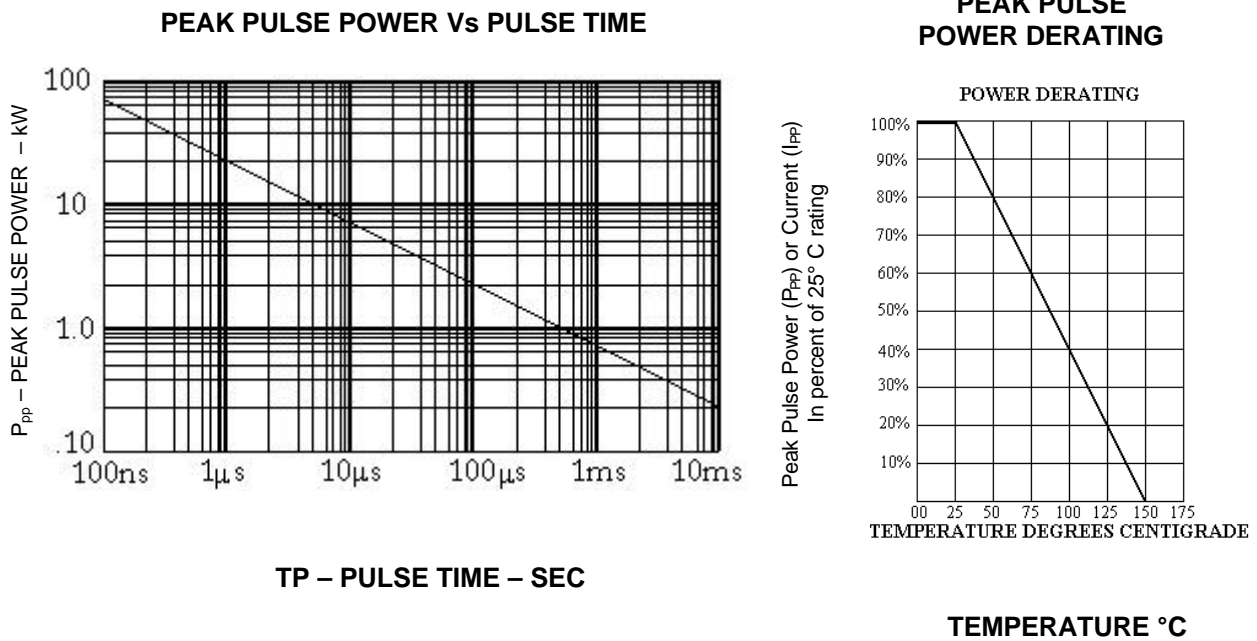 PEAK PULSE POWER Vs PULSE TIME
100
10
1.0
.10
100ns 1µs 10µs 100µs 1ms 10ms
Ppp – PEAK PULSE POWER – kW
TP – PULSE TIME – SEC
PEAK PULSE
POWER DERATING
POWER DERATING
100%
90%
80%
70%
60%
50%
40%
30%
20%
10%
00 25 50 75 100 125 150 175
TEMPERATURE DEGREES CENTIGRADE
Peak Pulse Power (PPP) or Current (IPP)
In percent of 25° C rating
TEMPERATURE °C